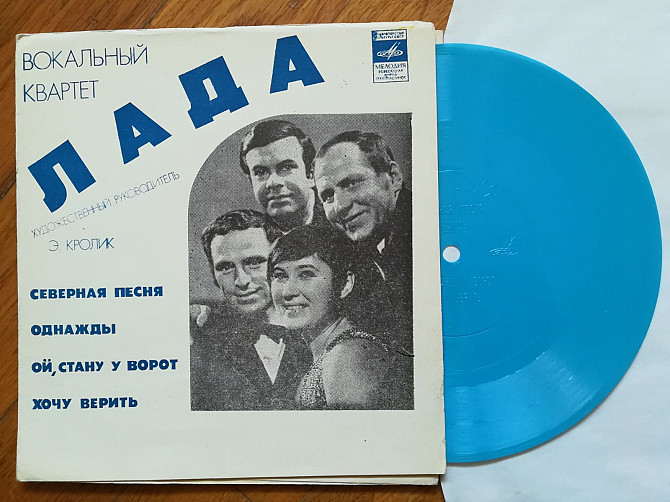 ВОКАЛЬНЫЙ
КВАРТЕТ
ЛАДА
ХУДОЖЕСТВЕННЫЙ РУКОВОДИТЕЛЬ
Э КРОЛИК
СЕВЕРНАЯ ПЕСНЯ
ОДНАЖДЫ
ОЙ, СТАНУ У ВОРОТ
ХОЧУ ВЕРИТЬ
МЕЛОДИЯ